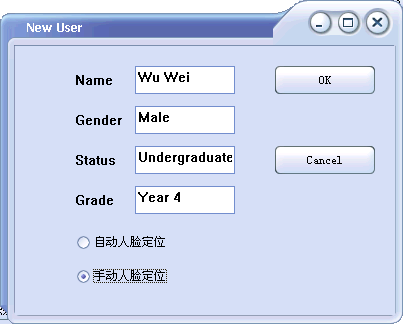 New User
Name Wu Wei OK
Gender Male
Status Undergraduate Cancel
Grade Year 4
自动人脸定位
手动人脸定位